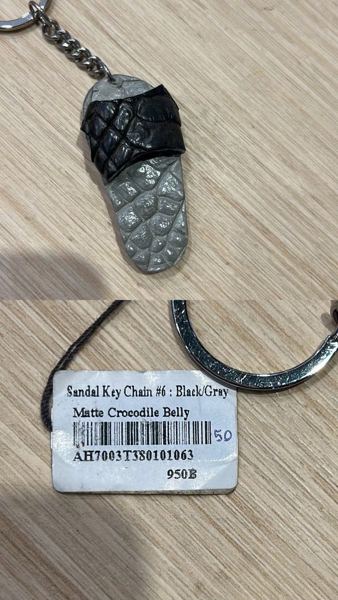 Sandal Key Chain #6 : Black/Gray
Matte Crocodile Belly
50
AH7003T380101063
950B